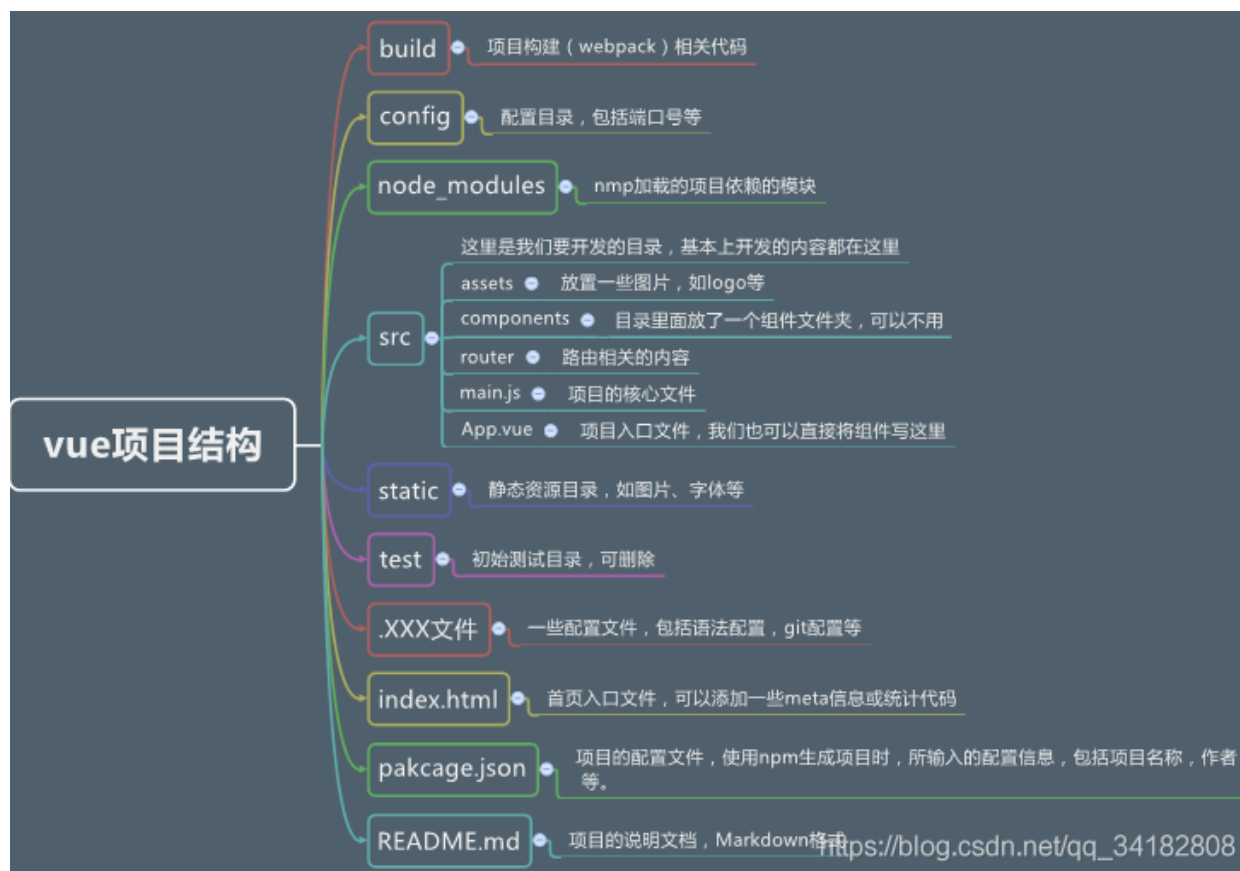 vue项目结构
build
项目构建（webpack）相关代码
config
配置目录，包括端口号等
node_modules
nmp加载的项目依赖的模块
src
这里是我们要开发的目录，基本上开发的内容都在这里
assets 放置一些图片，如logo等
components 目录里面放了一个组件文件夹，可以不用
router 路由相关的内容
main.js 项目的核心文件
App.vue 项目入口文件，我们也可以直接将组件写这里
static
静态资源目录，如图片、字体等
test
初始测试目录，可删除
.XXX文件
一些配置文件，包括语法配置，git配置等
index.html
首页入口文件，可以添加一些meta信息或统计代码
pakcage.json
项目的配置文件，使用npm生成项目时，所输入的配置信息，包括项目名称，作者
等。
README.md
项目的说明文档，Markdown格式
https://blog.csdn.net/qq_34182808